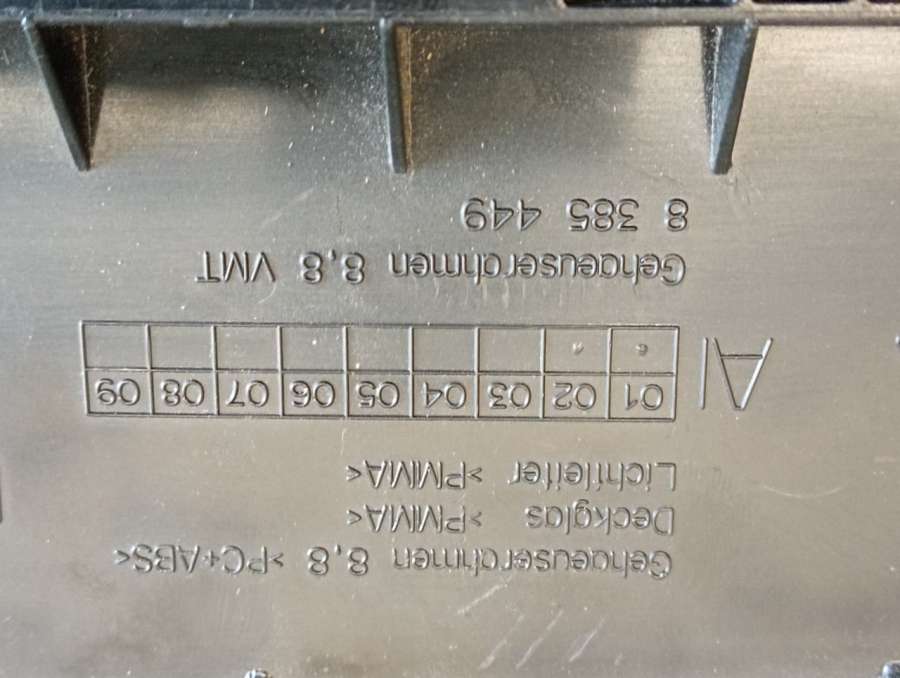 Gehaeuserahmen 8,8 >PC+ABS<
Deckglas >PMMA<
Lichtleiter >PMMA<
AI 01 02 03 04 05 06 07 08 09
Gehaeuserahmen 8,8 VMT
8 385 449